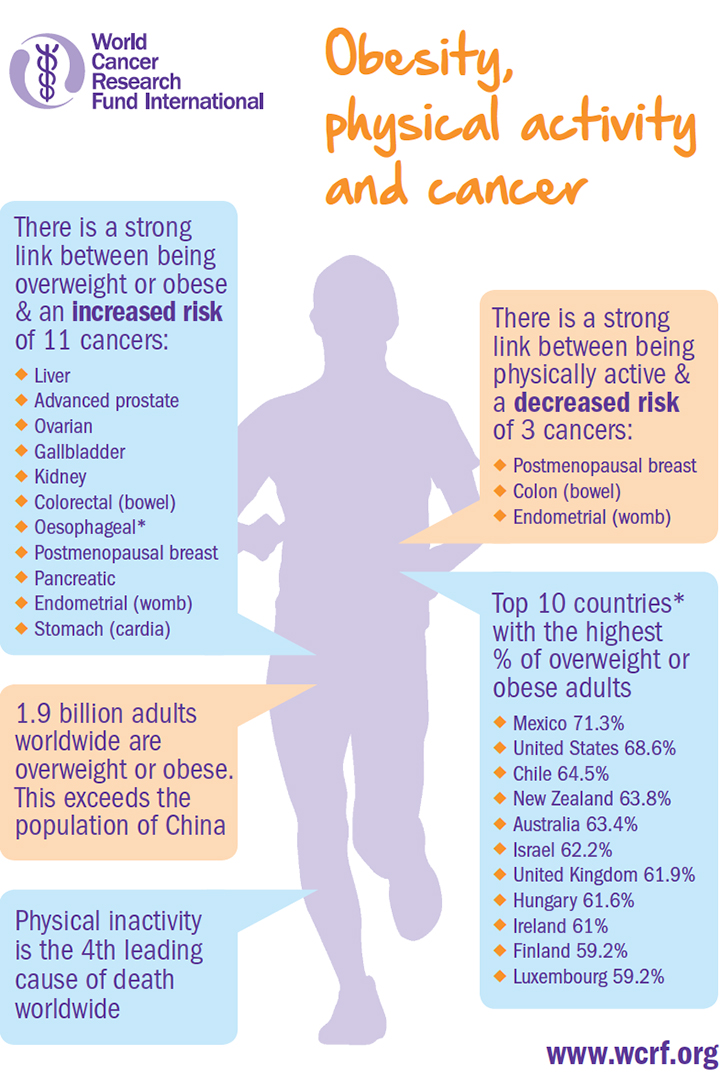 World
Cancer
Research
Fund International
Obesity,
physical activity
and cancer
There is a strong
link between being
overweight or obese
& an increased risk
of 11 cancers:
Liver
Advanced prostate
Ovarian
Gallbladder
Kidney
Colorectal (bowel)
Oesophageal*
Postmenopausal breast
Pancreatic
Endometrial (womb)
Stomach (cardia)
1.9 billion adults
worldwide are
overweight or obese.
This exceeds the
population of China
Physical inactivity
is the 4th leading
cause of death
worldwide
There is a strong
link between being
physically active &
a decreased risk
of 3 cancers:
Postmenopausal breast
Colon (bowel)
Endometrial (womb)
Top 10 countries*
with the highest
% of overweight or
obese adults
Mexico 71.3%
United States 68.6%
Chile 64.5%
New Zealand 63.8%
Australia 63.4%
Israel 62.2%
United Kingdom 61.9%
Hungary 61.6%
Ireland 61%
Finland 59.2%
Luxembourg 59.2%
www.wcrf.org